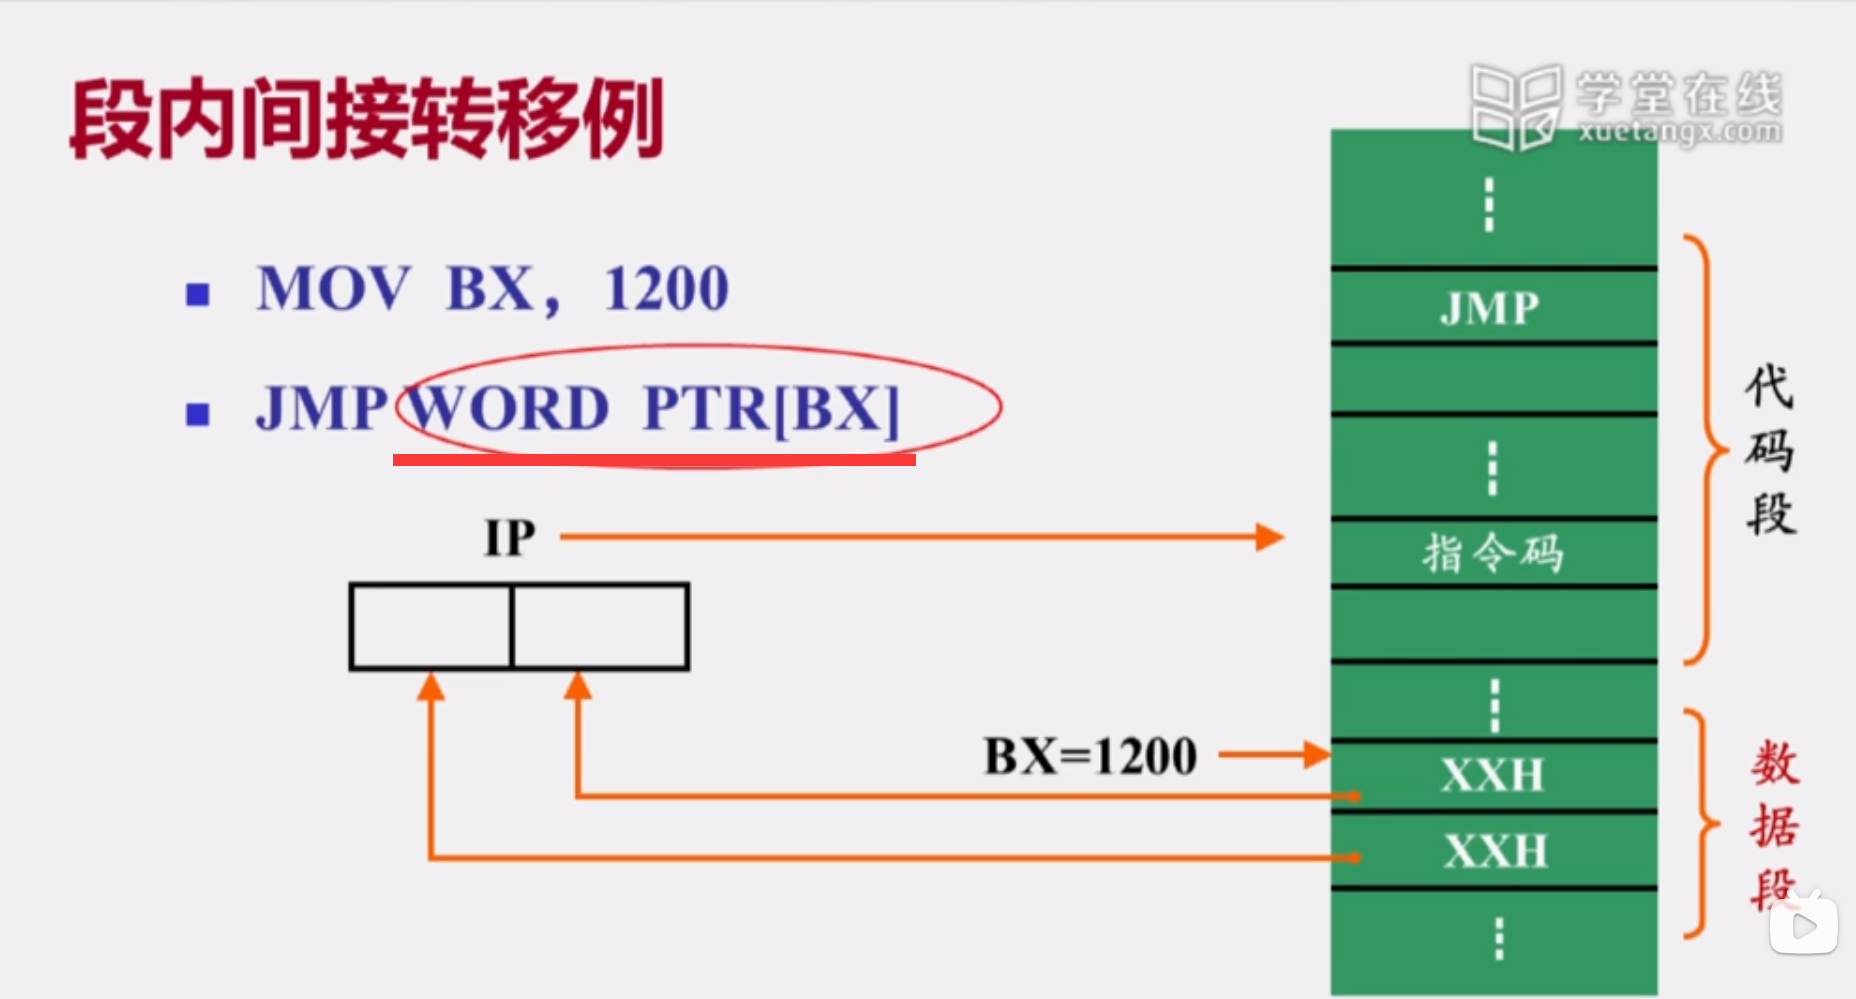 段内间接转移例
学堂在线
xuetangx.com
MOV BX，1200
JMP WORD PTR[BX]
IP
JMP
指令码
代码段
BX=1200
XXH
XXH
数据段